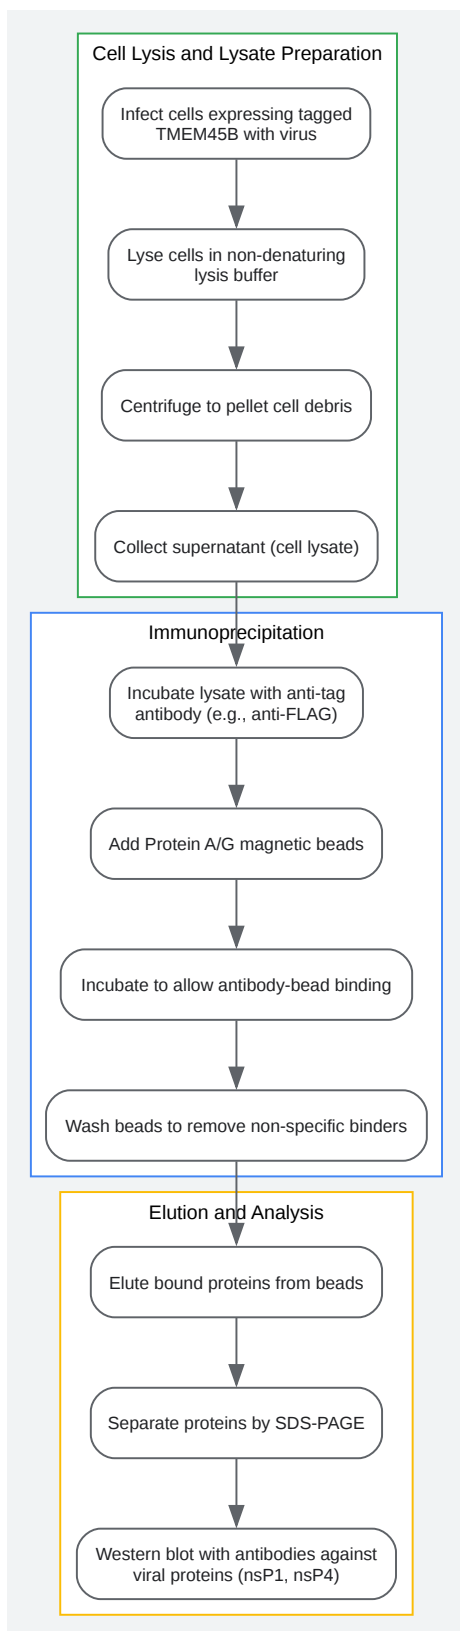 Cell Lysis and Lysate Preparation
Infect cells expressing tagged
TMEM45B with virus
Lyse cells in non-denaturing
lysis buffer
Centrifuge to pellet cell debris
Collect supernatant (cell lysate)
Immunoprecipitation
Incubate lysate with anti-tag
antibody (e.g., anti-FLAG)
Add Protein A/G magnetic beads
Incubate to allow antibody-bead binding
Wash beads to remove non-specific binders
Elution and Analysis
Elute bound proteins from beads
Separate proteins by SDS-PAGE
Western blot with antibodies against
viral proteins (nsP1, nsP4)